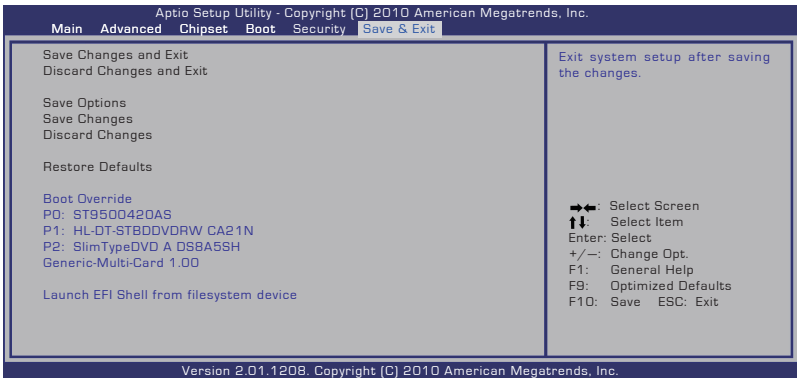 Aptio Setup Utility - Copyright (C) 2010 American Megatrends, Inc.
Main Advanced Chipset Boot Security Save & Exit
Save Changes and Exit
Discard Changes and Exit
Save Options
Save Changes
Discard Changes
Restore Defaults
Boot Override
P0: ST9500420AS
P1: HL-DT-STBDDVDRW CA21N
P2: SlimTypeDVD A DS8A5SH
Generic-Multi-Card 1.00
Launch EFI Shell from filesystem device
Exit system setup after saving
the changes.
→←: Select Screen
↑↓: Select Item
Enter: Select
+/—: Change Opt.
F1: General Help
F9: Optimized Defaults
F10: Save ESC: Exit
Version 2.01.1208. Copyright (C) 2010 American Megatrends, Inc.